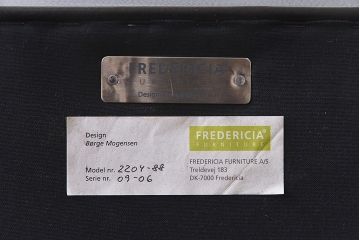 FREDERICIA
Design
Børge Mogensen
Model nr. 2204-88
Serie nr. 09-06
FREDERICIA
FURNITURE
FREDERICIA FURNITURE A/S
Treldevej 183
DK-7000 Fredericia